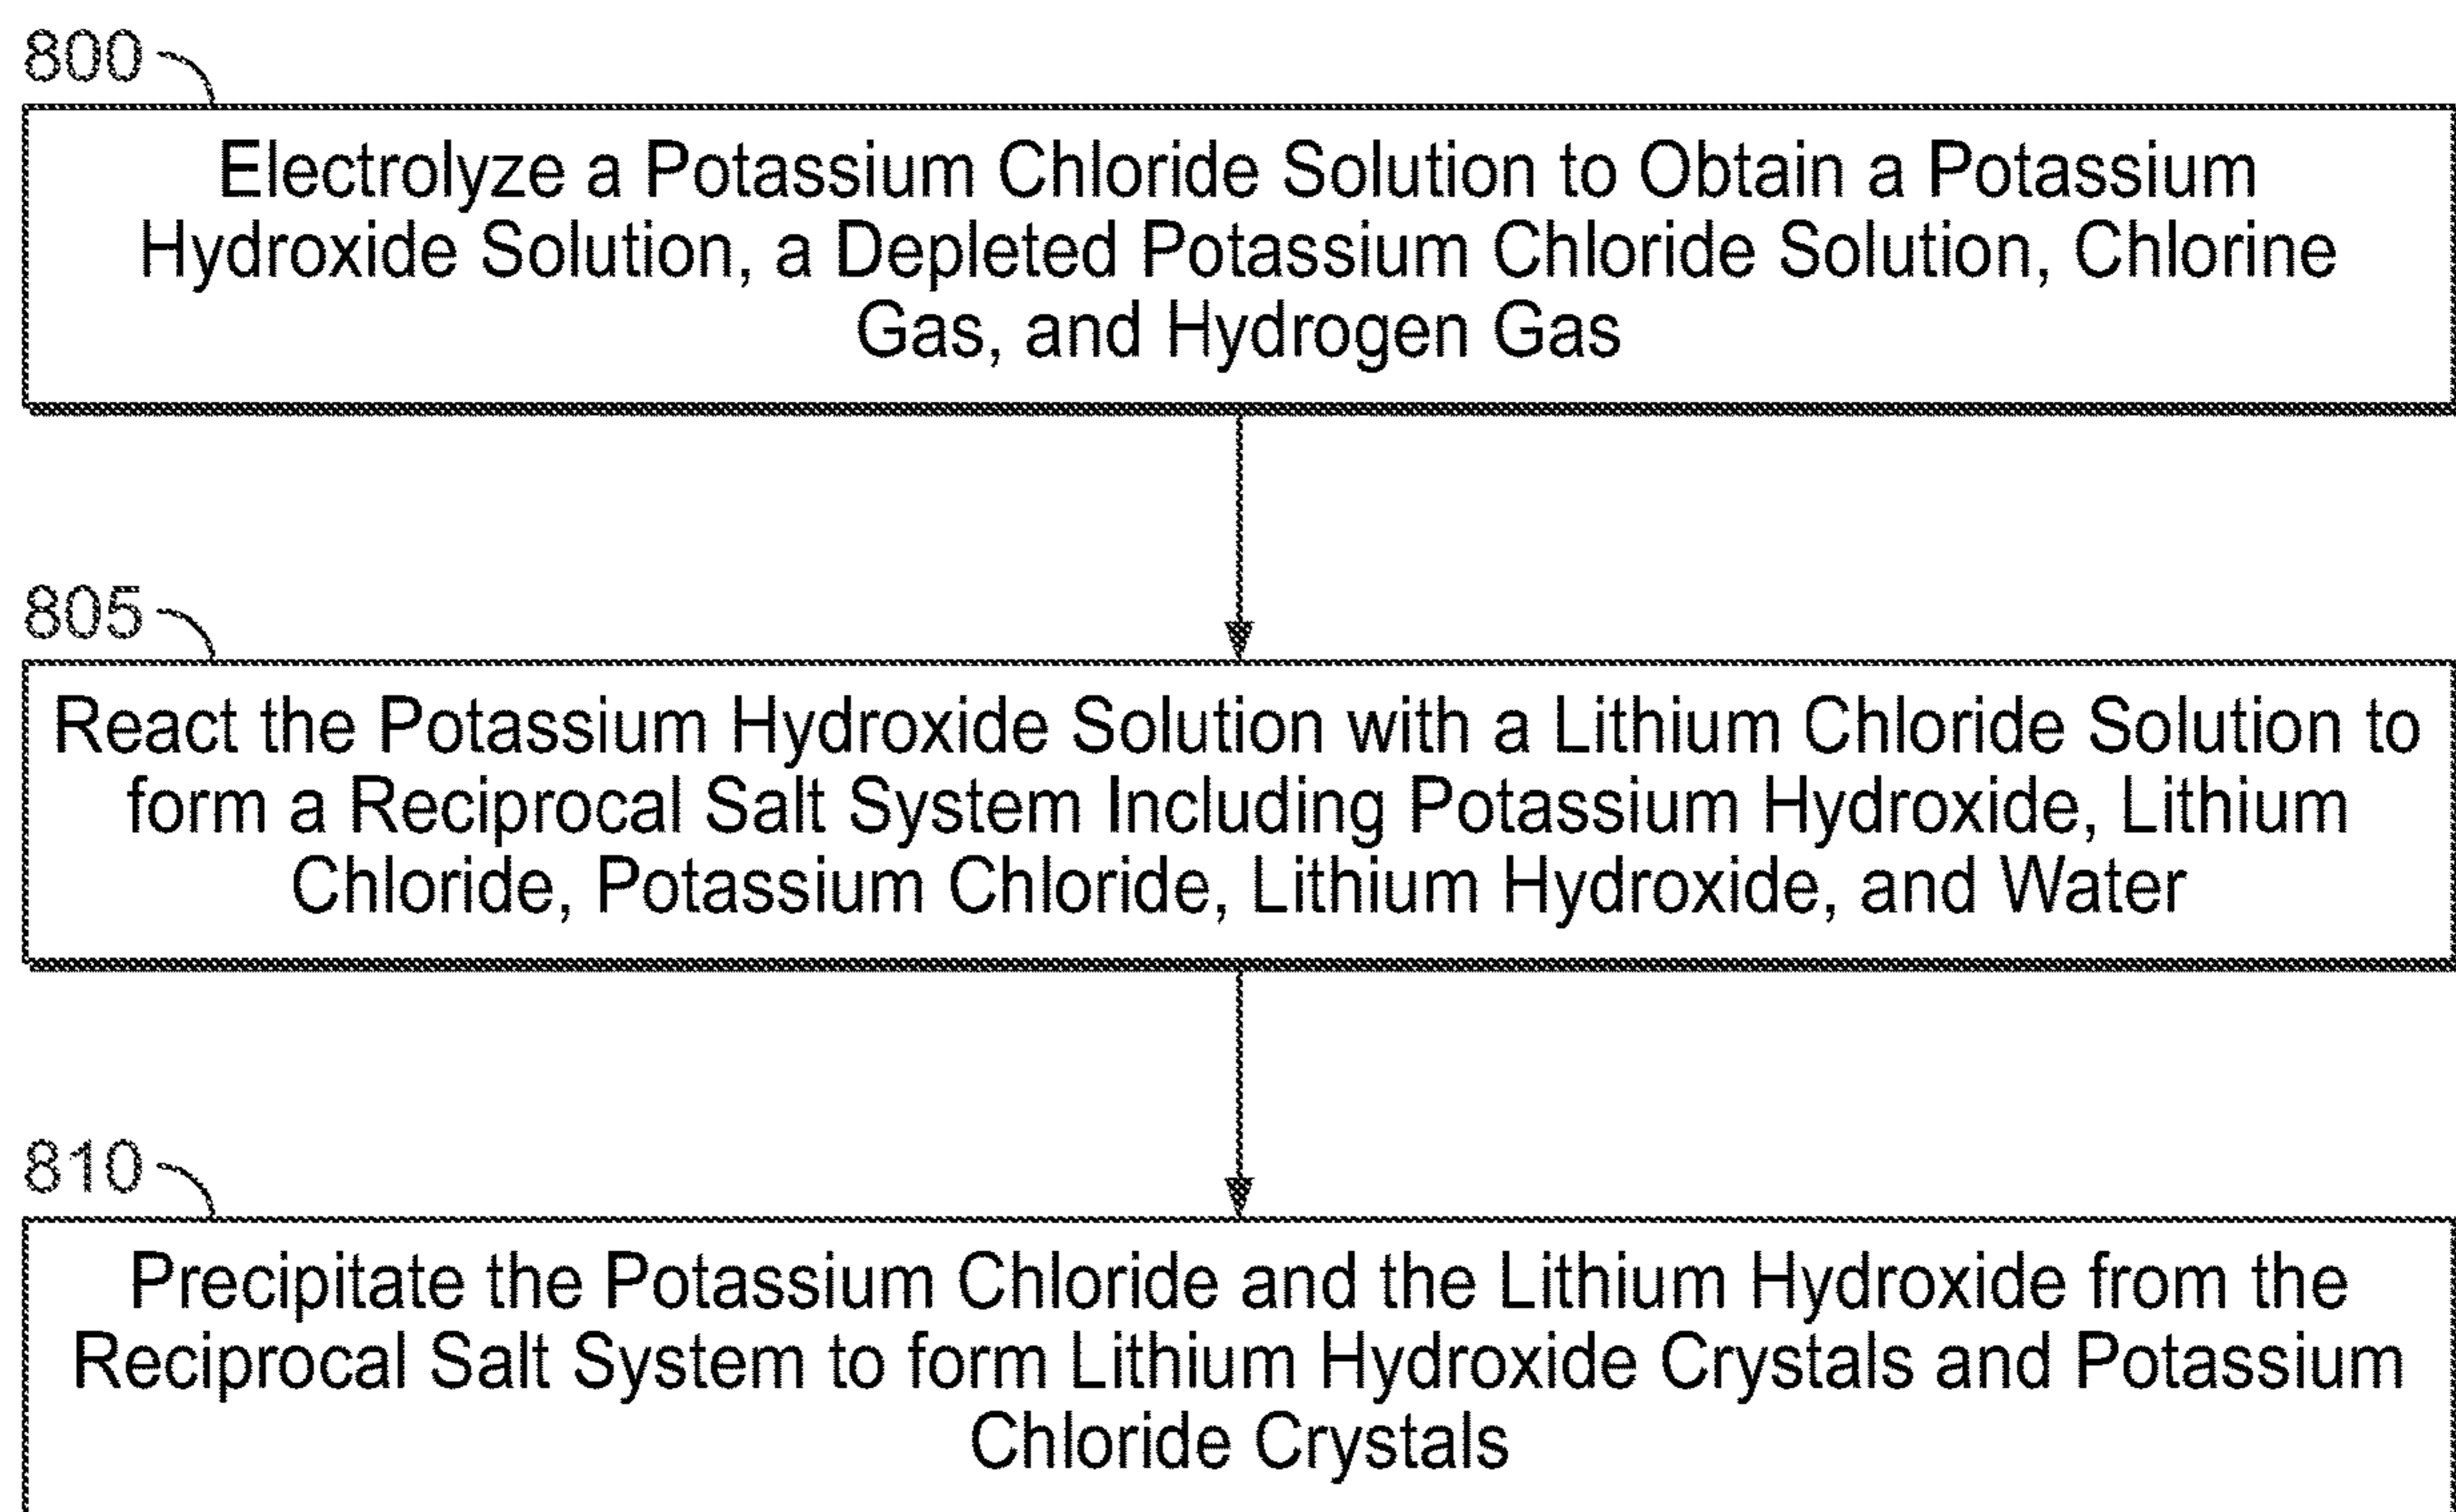 800
Electrolyze a Potassium Chloride Solution to Obtain a Potassium
Hydroxide Solution, a Depleted Potassium Chloride Solution, Chlorine
Gas, and Hydrogen Gas
805
React the Potassium Hydroxide Solution with a Lithium Chloride Solution to
form a Reciprocal Salt System Including Potassium Hydroxide, Lithium
Chloride, Potassium Chloride, Lithium Hydroxide, and Water
810
Precipitate the Potassium Chloride and the Lithium Hydroxide from the
Reciprocal Salt System to form Lithium Hydroxide Crystals and Potassium
Chloride Crystals